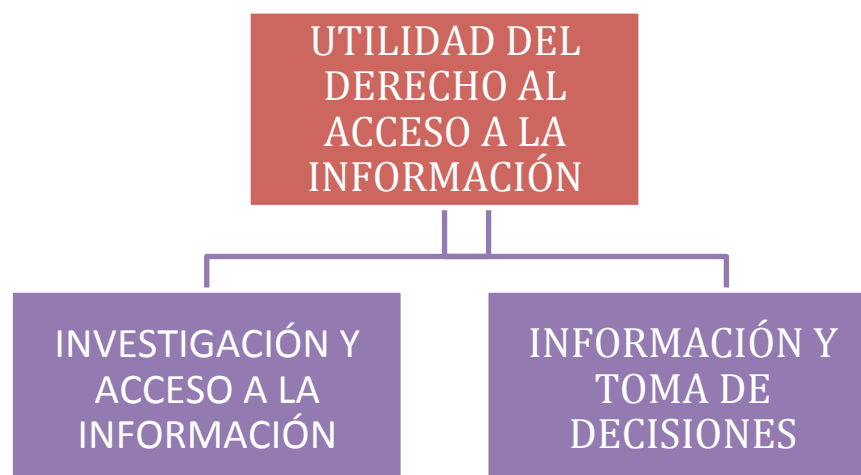 UTILIDAD DEL
DERECHO AL
ACCESO A LA
INFORMACIÓN
INVESTIGACIÓN Y
ACCESO A LA
INFORMACIÓN
INFORMACIÓN Y
TOMA DE
DECISIONES